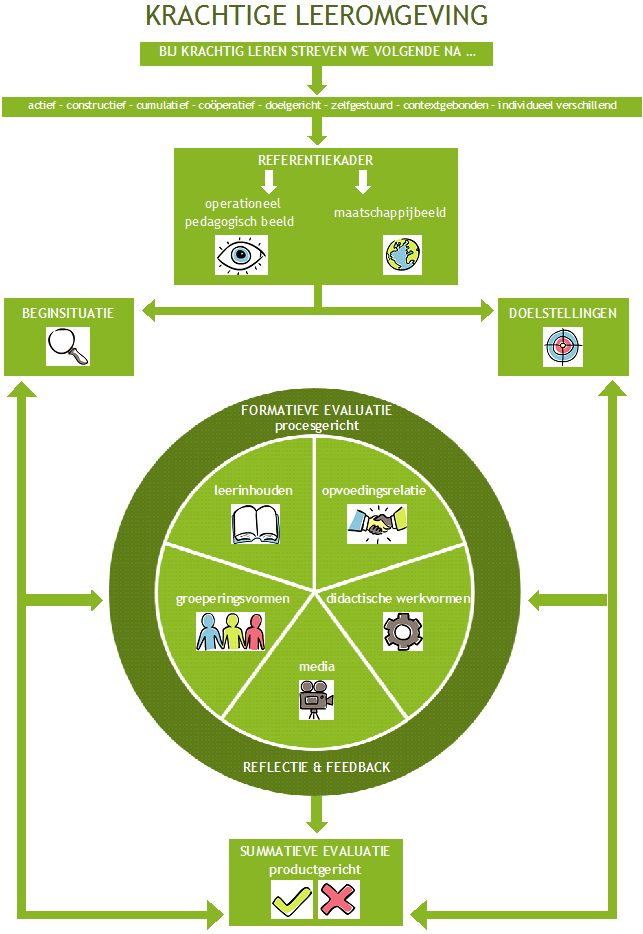 KRACHTIGE LEEROMGEVING
BIJ KRACHTIG LEREN STREVEN WE VOLGENDE NA ...
actief - constructief - cumulatief - coöperatief - doelgericht - zelfgestuurd - contextgebonden - individueel verschillend
REFERENTIEKADER
operationeel
pedagogisch beeld
maatschappijbeeld
BEGINSITUATIE
DOELSTELLINGEN
FORMATIEVE EVALUATIE
procesgericht
leerinhouden
opvoedingsrelatie
groeperingsvormen
didactische werkvormen
media
REFLECTIE & FEEDBACK
SUMMATIEVE EVALUATIE
productgericht